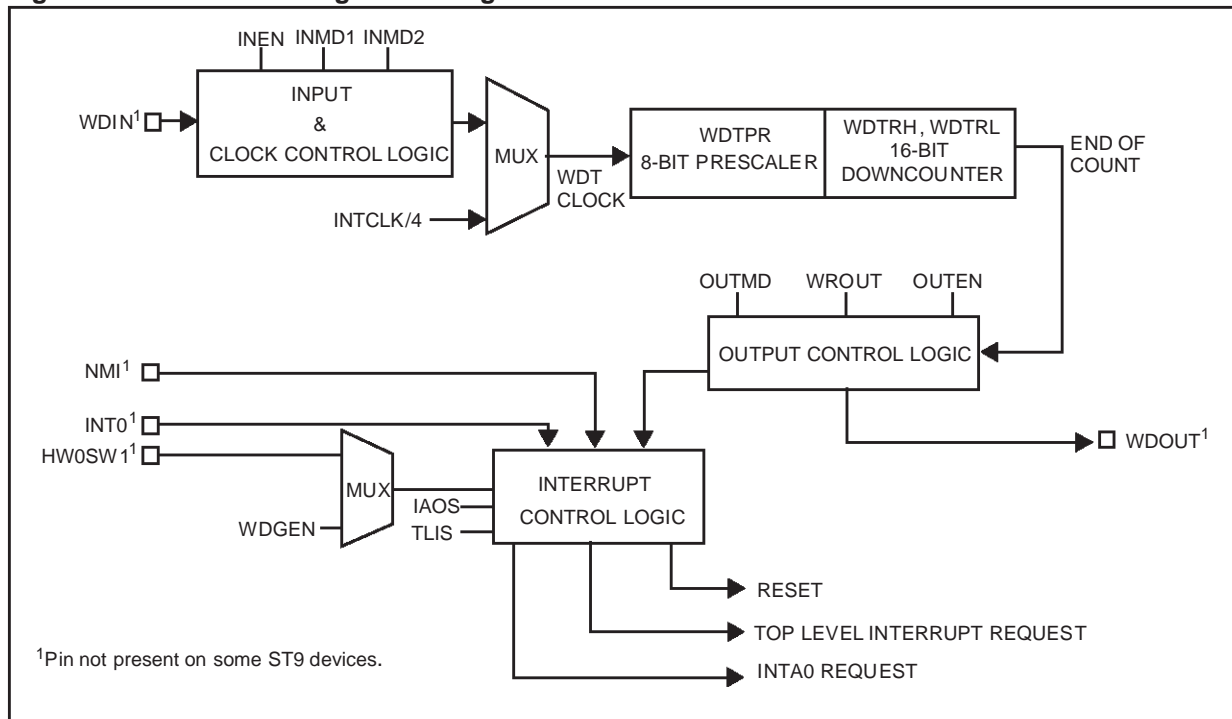 INEN INMD1 INMD2
INPUT
&
CLOCK CONTROL LOGIC
WDIN¹
MUX
INTCLK/4
WDT
CLOCK
WDTPR
8-BIT PRESCALER
WDTRH, WDTRL
16-BIT
DOWNCOUNTER
END OF
COUNT
OUTMD WROUT OUTEN
OUTPUT CONTROL LOGIC
NMI¹
INT0¹
HW0SW1¹
MUX
WDGEN
IAOS
TLIS
INTERRUPT
CONTROL LOGIC
WDOUT¹
RESET
TOP LEVEL INTERRUPT REQUEST
INTA0 REQUEST
¹Pin not present on some ST9 devices.